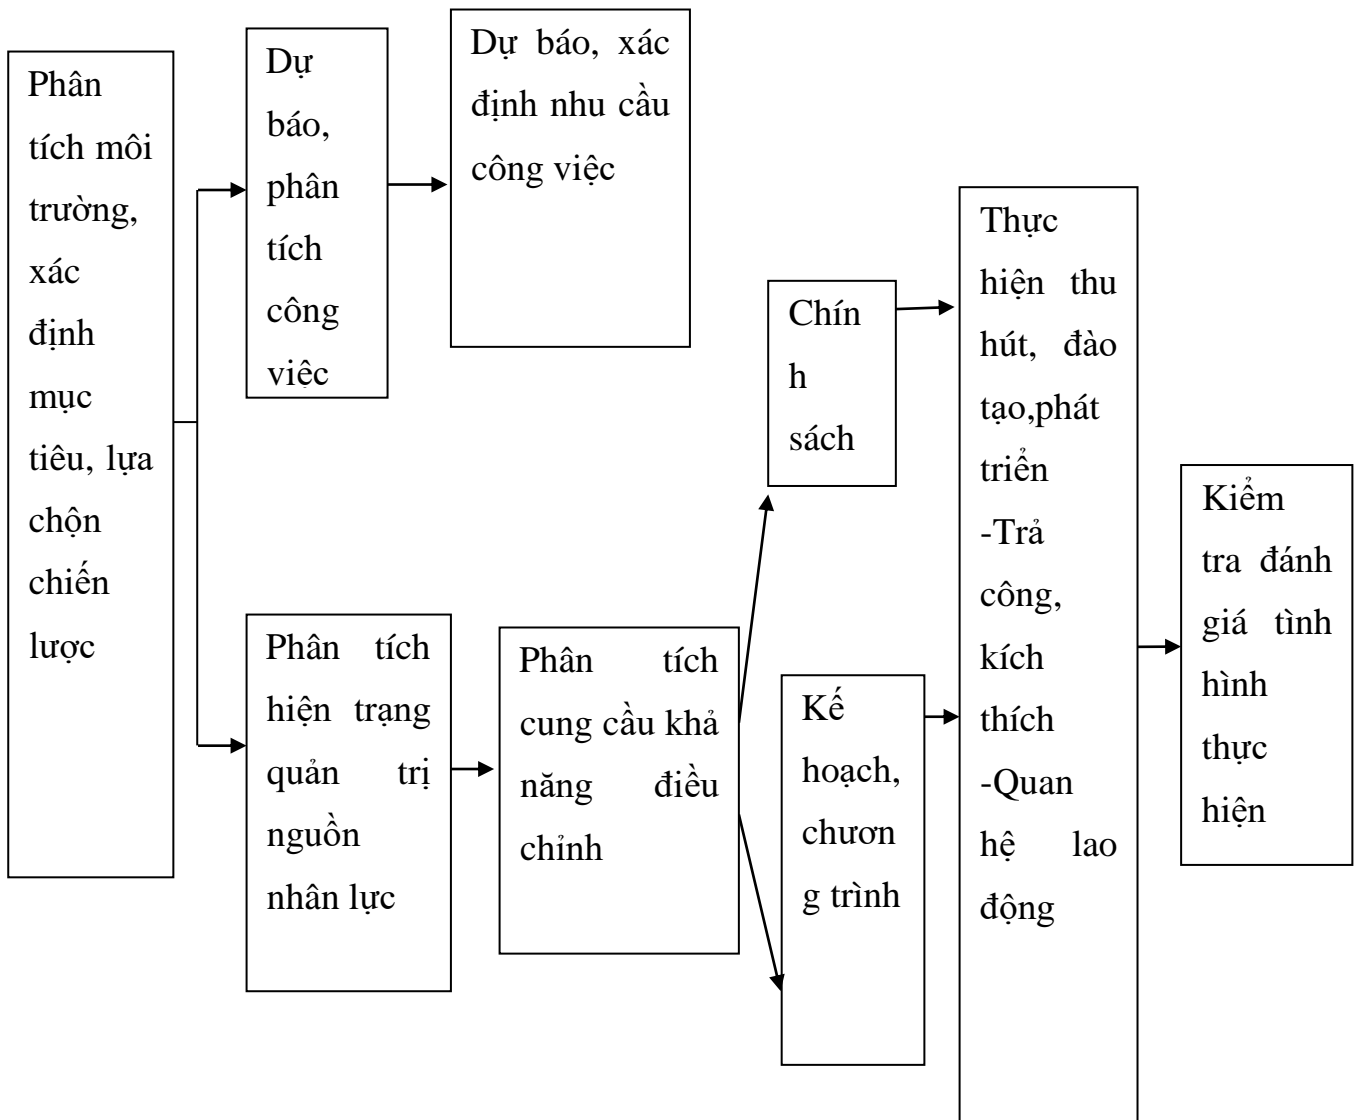 Phân
tích môi
trường,
xác
định
mục
tiêu, lựa
chộn
chiến
lược
Dự
báo,
phân
tích
công
việc
Dự báo, xác
định nhu cầu
công việc
Phân tích
hiện trạng
quản trị
nguồn
nhân lực
Phân tích
cung cầu khả
năng điều
chỉnh
Chín
h
sách
Kế
hoạch,
chươn
g trình
Thực
hiện thu
hút, đào
tạo,phát
triển
-Trả
công,
kích
thích
-Quan
hệ lao
động
Kiểm
tra đánh
giá tình
hình
thực
hiện